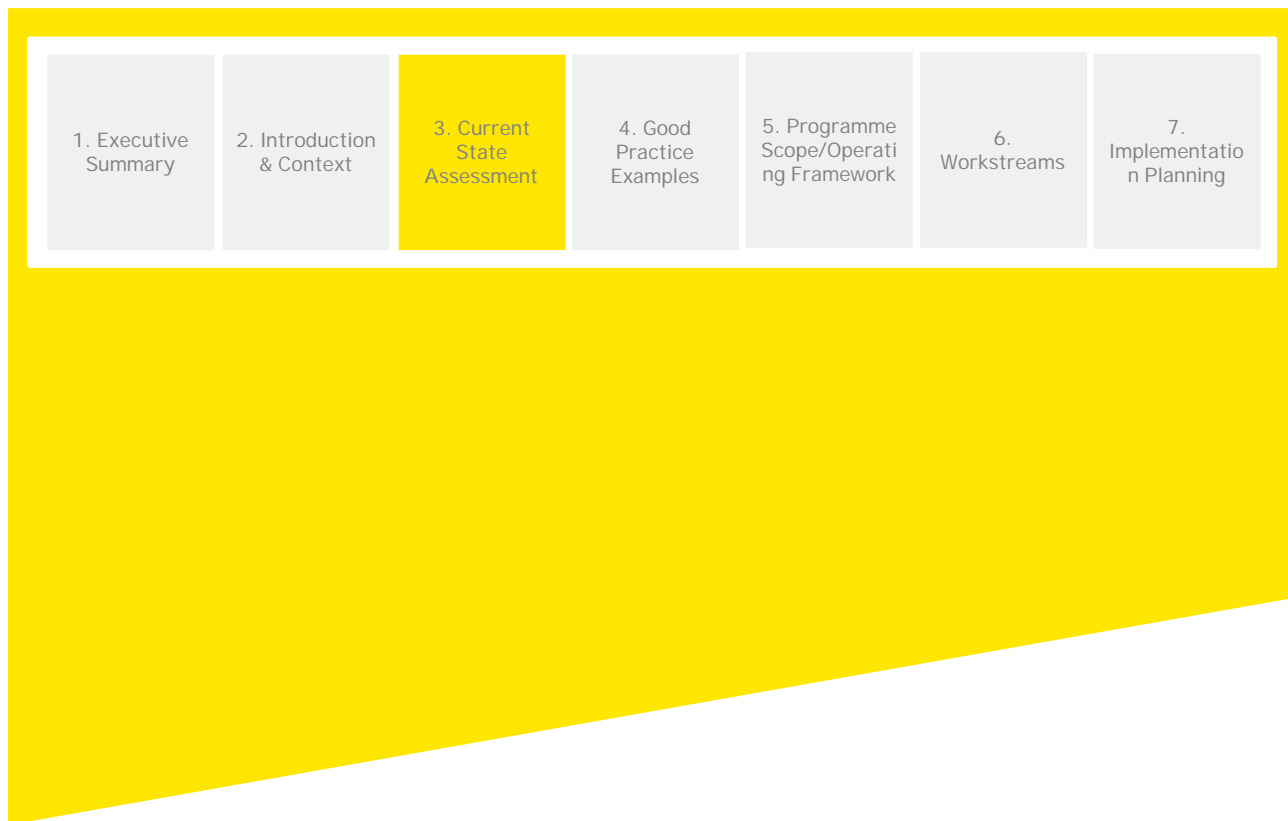 1. Executive
Summary
2. Introduction
& Context
3. Current
State
Assessment
4. Good
Practice
Examples
5. Programme
Scope/Operati
ng Framework
6.
Workstreams
7.
Implementatio
n Planning